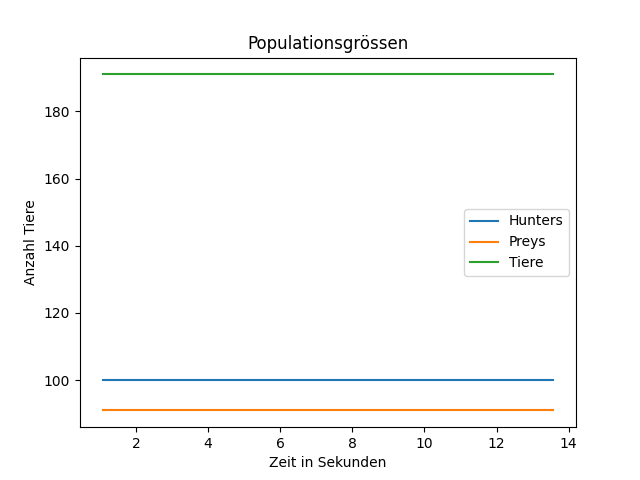 Populationsgrössen
Anzahl Tiere
180
160
140
120
100
Hunters
Preys
Tiere
2 4 6 8 10 12 14
Zeit in Sekunden